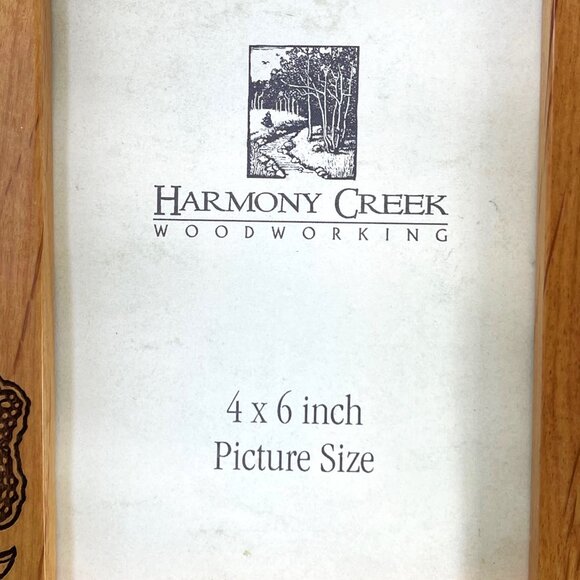 HARMONY CREEK
WOODWORKING
4 x 6 inch
Picture Size